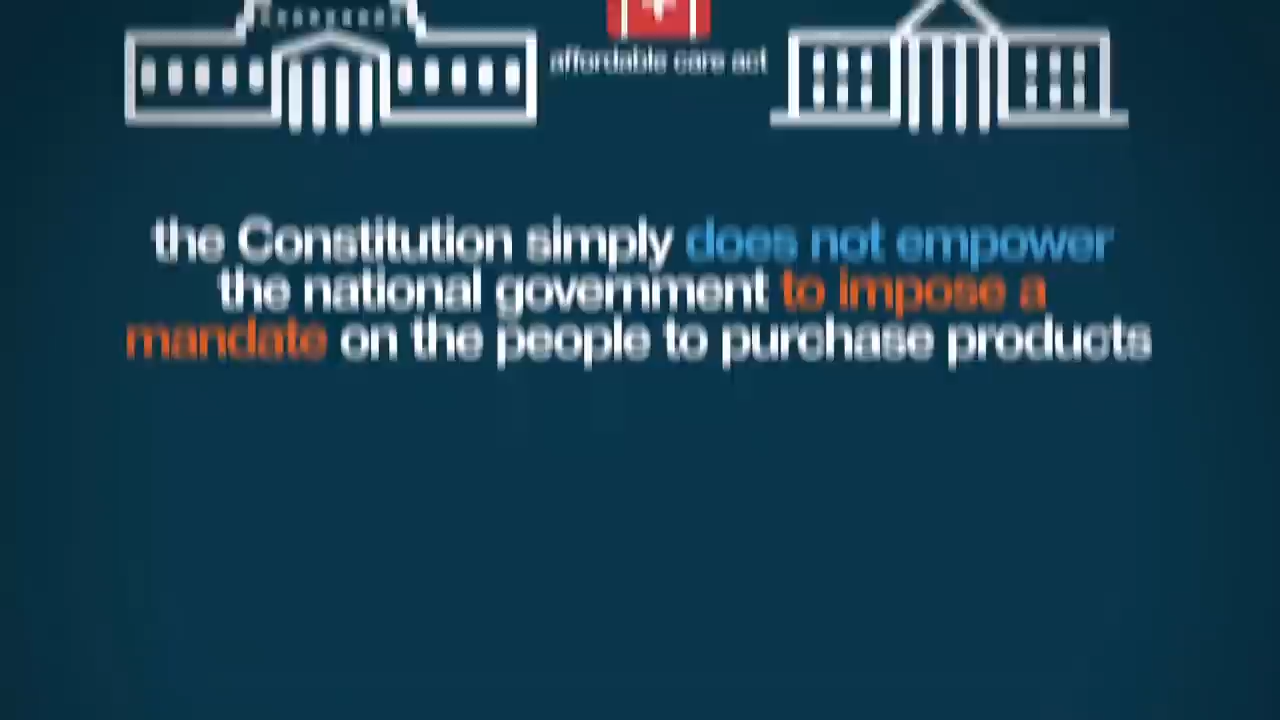 affordable care act
the Constitution simply does not empower
the national government to impose a
mandate on the people to purchase products